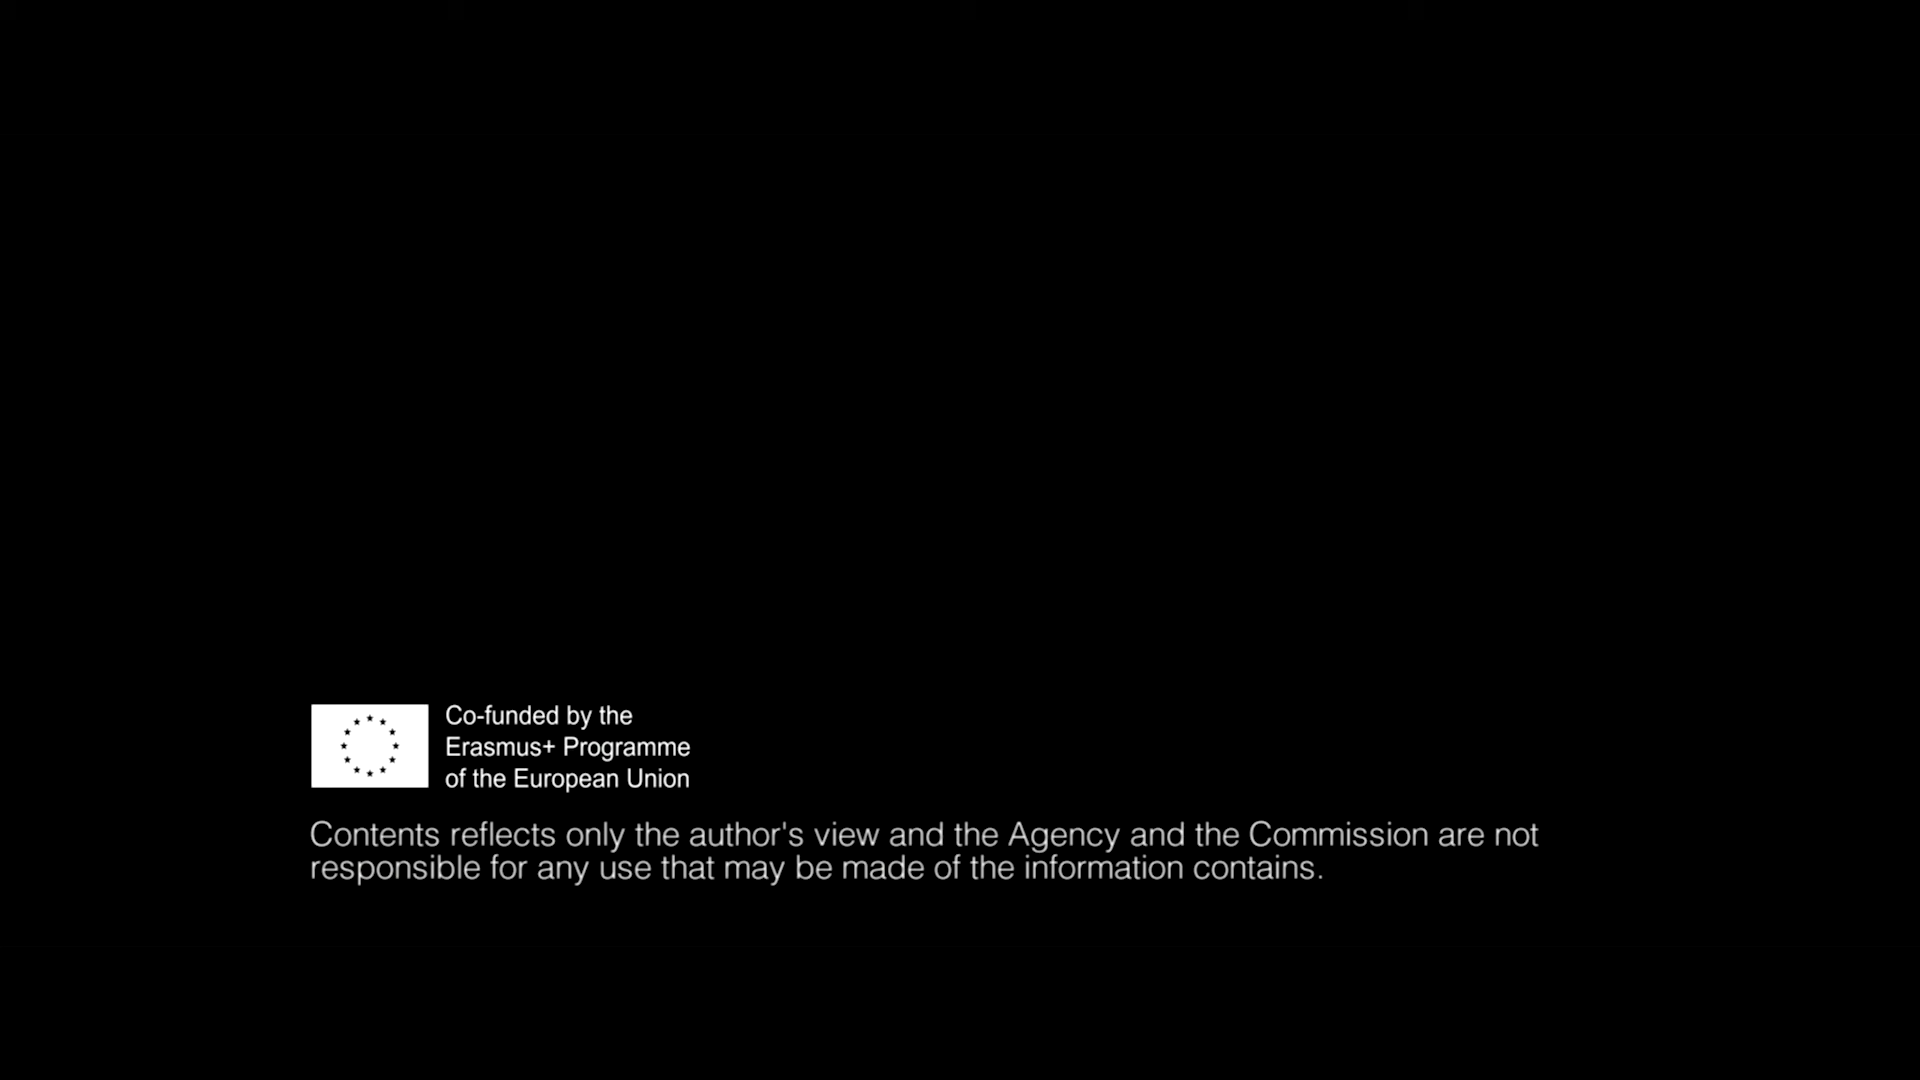 Co-funded by the
Erasmus+ Programme
of the European Union
Contents reflects only the author's view and the Agency and the Commission are not
responsible for any use that may be made of the information contains.